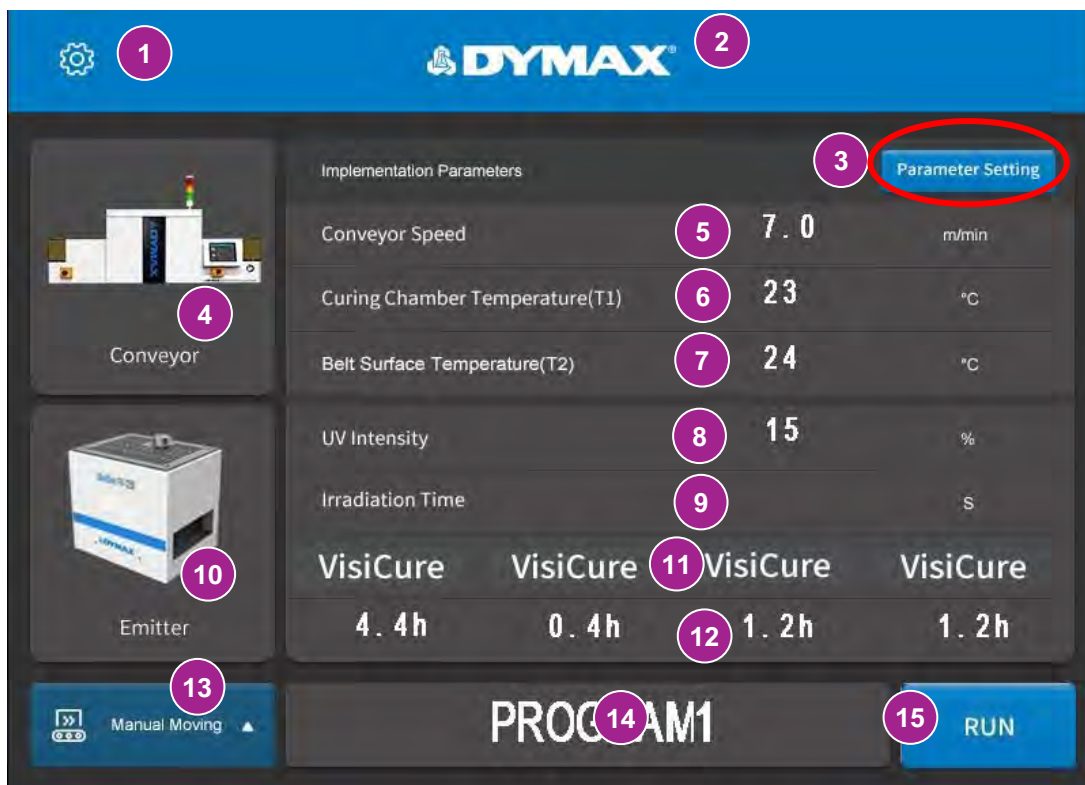 1
DYMAX®
2
Implementation Parameters
3
Parameter Setting
Conveyor Speed
5
7.0
m/min
Curing Chamber Temperature(T1)
6
23
°C
4
Conveyor
Belt Surface Temperature(T2)
7
24
°C
UV Intensity
8
15
%
Irradiation Time
9
S
DYMAX
10
Emitter
VisiCure VisiCure 11 VisiCure VisiCure
4.4h 0.4h 12 1.2h 1.2h
13
Manual Moving
PROGRAM1
14
15
RUN